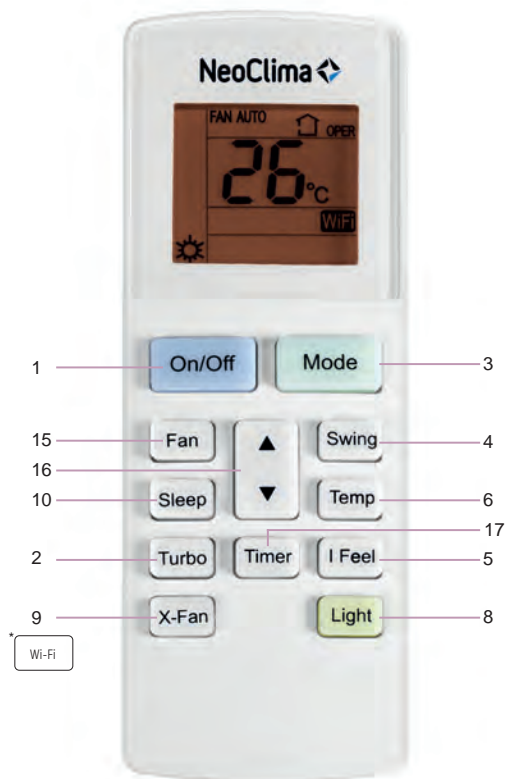 NeoClima
FAN AUTO OPER
26°C
WiFi
1 On/Off Mode 3
15 Fan ▲ Swing 4
16
10 Sleep ▼ Temp 6
17
2 Turbo Timer I Feel 5
9 X-Fan Light 8
* Wi-Fi